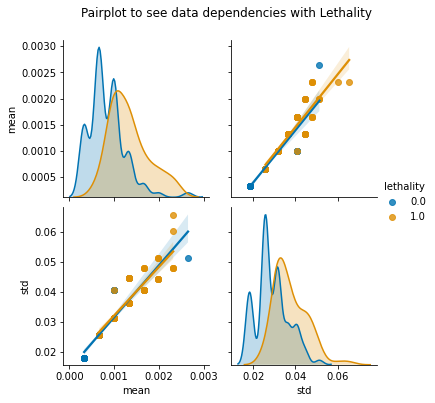 Pairplot to see data dependencies with Lethality
0.0030
0.0025
0.0020
0.0015
0.0010
0.0005
mean
lethality
0.0
1.0
0.06
0.05
0.04
0.03
0.02
std
0.000 0.001 0.002 0.003
mean
0.02 0.04 0.06
std